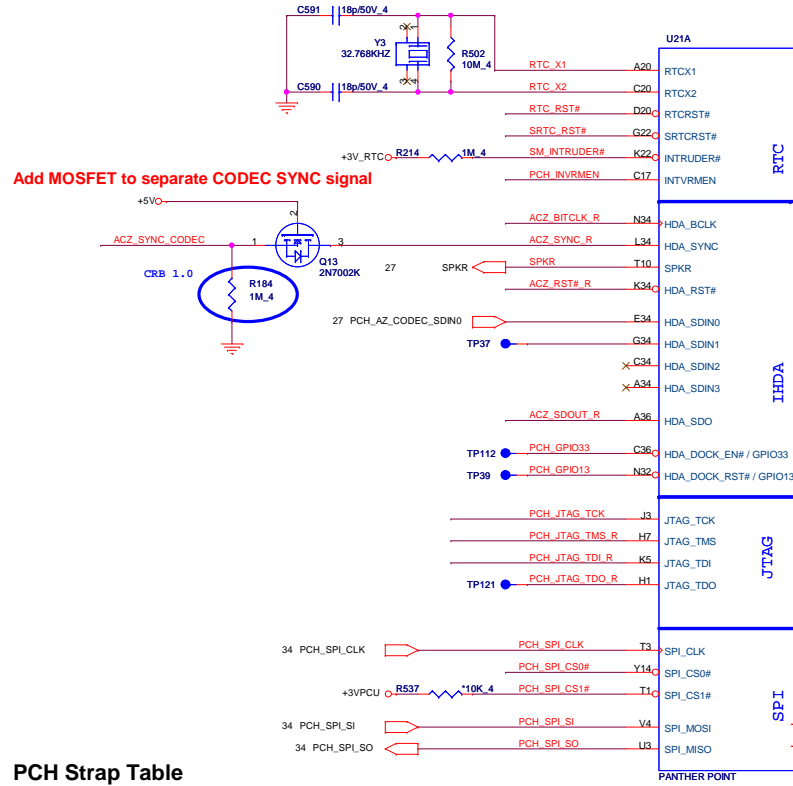 C591 18p/50V_4
2 1
Y3
32.768KHZ
R502
10M_4
3 4
C590 18p/50V_4
U21A
RTC_X1 A20 RTCX1
RTC_X2 C20 RTCX2
RTC_RST# D20 RTCRST#
SRTC_RST# G22 SRTCRST#
+3V_RTC R214 1M_4 SM_INTRUDER# K22 INTRUDER#
PCH_INVRMEN C17 INTVRMEN
RTC
Add MOSFET to separate CODEC SYNC signal
+5V
2
ACZ_SYNC_CODEC 1 3
Q13
2N7002K
CRB 1.0
R184
1M_4
ACZ_BITCLK_R N34 HDA_BCLK
ACZ_SYNC_R L34 HDA_SYNC
27 SPKR SPKR T10 SPKR
ACZ_RST#_R K34 HDA_RST#
27 PCH_AZ_CODEC_SDIN0 E34 HDA_SDIN0
TP37 G34 HDA_SDIN1
C34 HDA_SDIN2
A34 HDA_SDIN3
IHDA
ACZ_SDOUT_R A36 HDA_SDO
TP112 PCH_GPIO33 C36 HDA_DOCK_EN# / GPIO33
TP39 PCH_GPIO13 N32 HDA_DOCK_RST# / GPIO13
PCH_JTAG_TCK J3 JTAG_TCK
PCH_JTAG_TMS_R H7 JTAG_TMS
PCH_JTAG_TDI_R K5 JTAG_TDI
TP121 PCH_JTAG_TDO_R H1 JTAG_TDO
JTAG
34 PCH_SPI_CLK PCH_SPI_CLK T3 SPI_CLK
PCH_SPI_CS0# Y14 SPI_CS0#
+3VPCU R537 *10K_4 PCH_SPI_CS1# T1 SPI_CS1#
34 PCH_SPI_SI PCH_SPI_SI V4 SPI_MOSI
34 PCH_SPI_SO PCH_SPI_SO U3 SPI_MISO
SPI
PANTHER POINT
PCH Strap Table